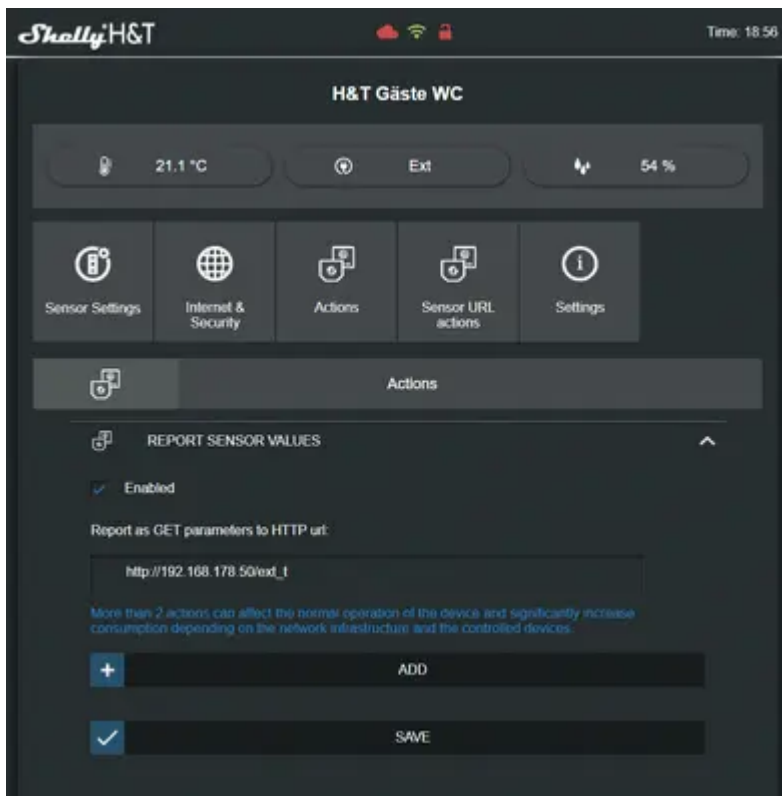 Shelly H&T
Time: 18:56
H&T Gäste WC
21.1 °C
Ext
54 %
Sensor Settings
Internet &
Security
Actions
Sensor URL
actions
Settings
Actions
REPORT SENSOR VALUES
Enabled
Report as GET parameters to HTTP url:
http://192.168.178.50/ext_t
More than 2 actions can affect the normal operation of the device and significantly increase
consumption depending on the network infrastructure and the controlled devices.
ADD
SAVE